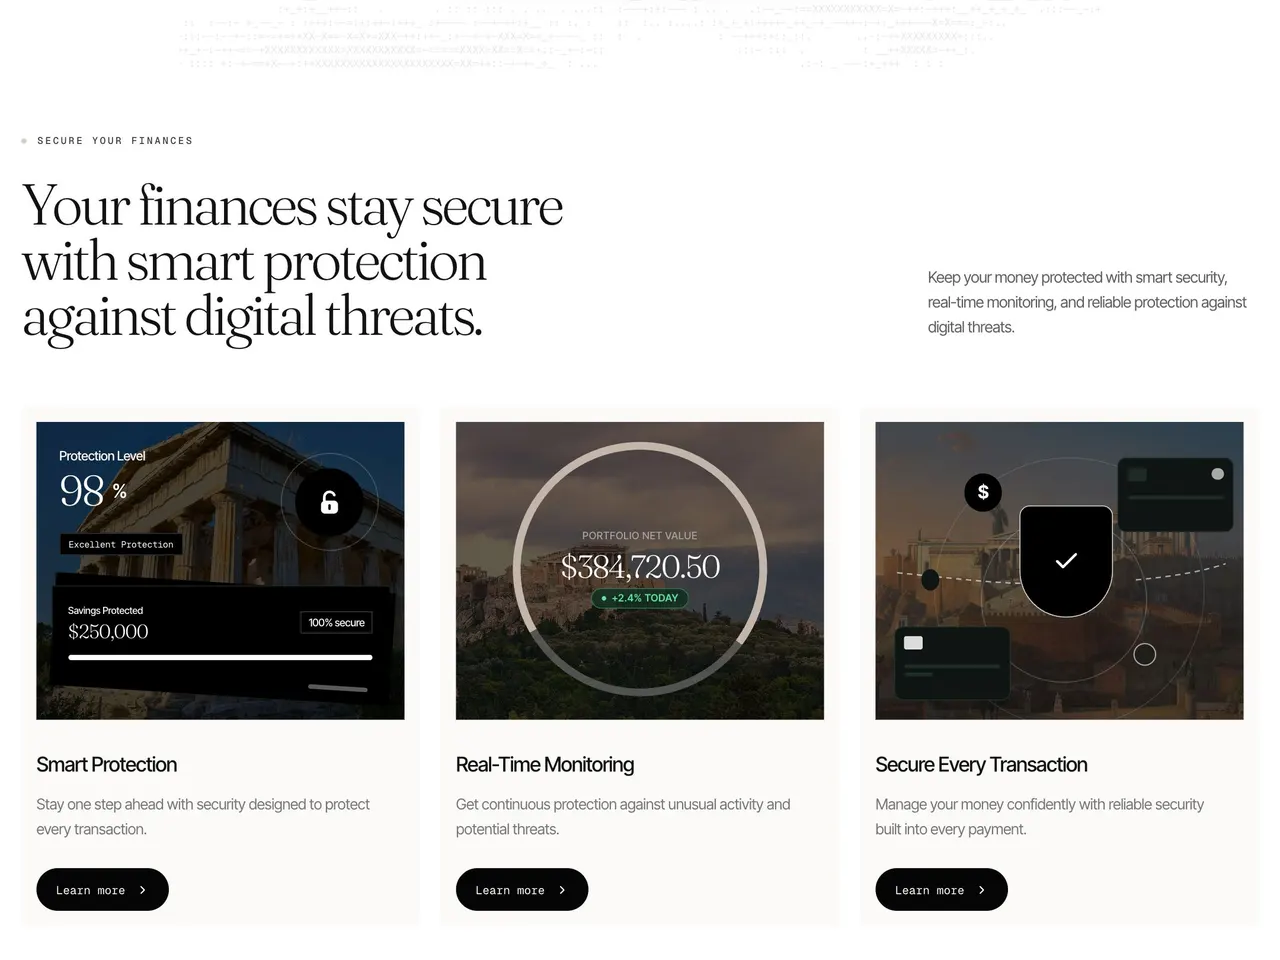 SECURE YOUR FINANCES
Your finances stay secure
with smart protection
against digital threats.
Keep your money protected with smart security,
real-time monitoring, and reliable protection against
digital threats.
Protection Level
98 %
Excellent Protection
Savings Protected
$250,000
100% secure
PORTFOLIO NET VALUE
$384,720.50
+2.4% TODAY
$
Smart Protection
Stay one step ahead with security designed to protect
every transaction.
Learn more
Real-Time Monitoring
Get continuous protection against unusual activity and
potential threats.
Learn more
Secure Every Transaction
Manage your money confidently with reliable security
built into every payment.
Learn more